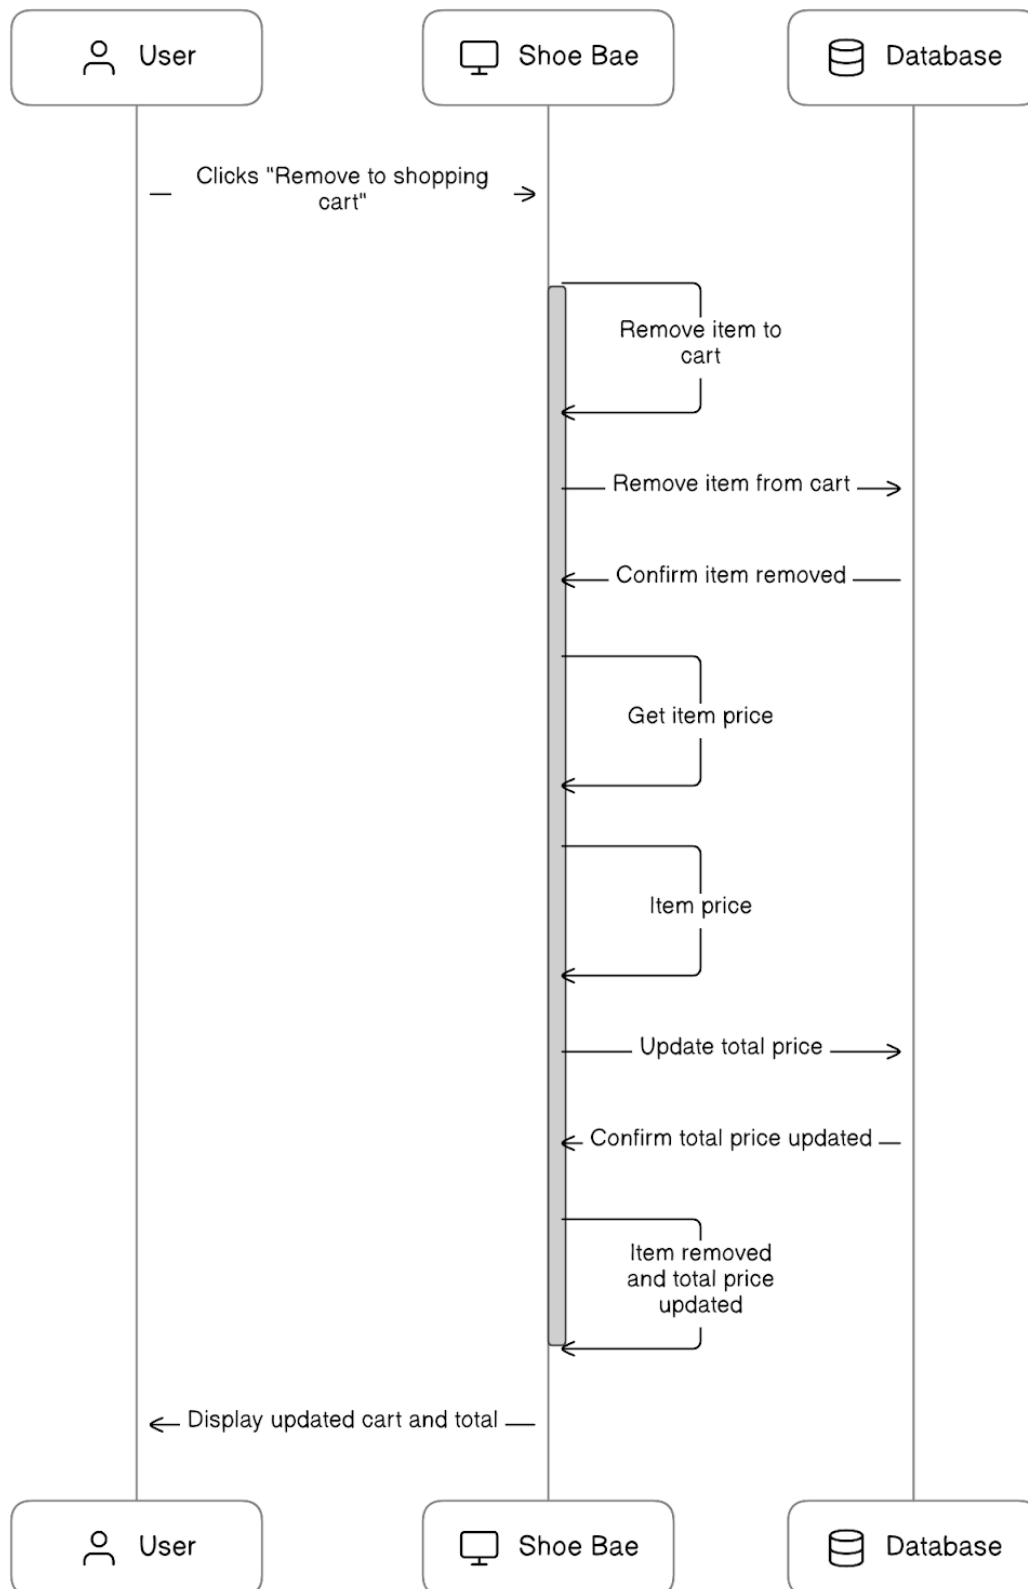 User
Shoe Bae
Database
Clicks "Remove to shopping
cart"
Remove item to
cart
Remove item from cart
Confirm item removed
Get item price
Item price
Update total price
Confirm total price updated
Item removed
and total price
updated
Display updated cart and total
User
Shoe Bae
Database